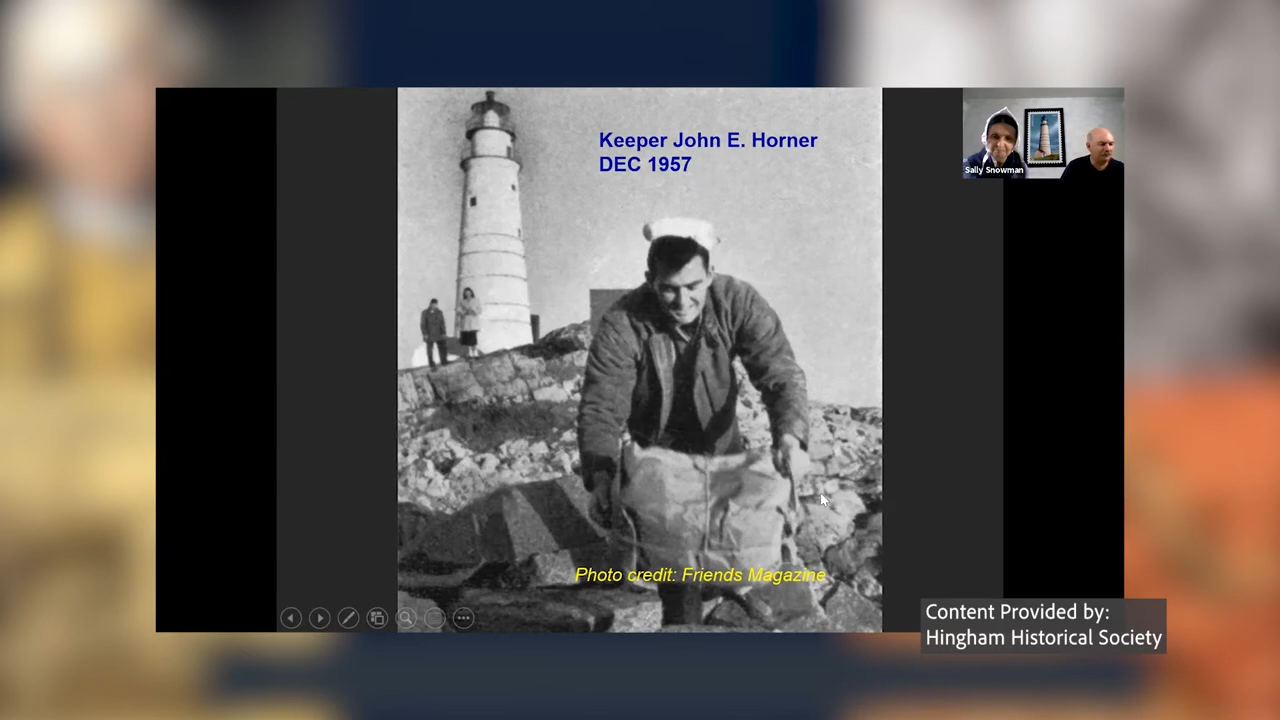 Keeper John E. Horner
DEC 1957
Sally Snowman
Photo credit: Friends Magazine
Content Provided by:
Hingham Historical Society